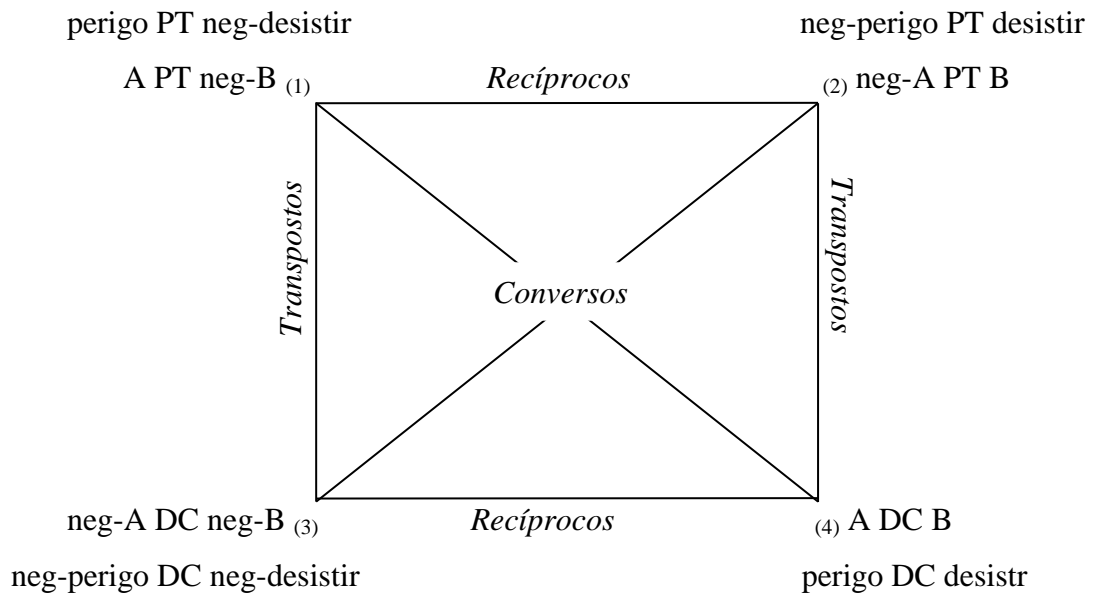 perigo PT neg-desistir
neg-perigo PT desistir
A PT neg-B (1)
Recíprocos
(2) neg-A PT B
Transpostos
Transpostos
Conversos
neg-A DC neg-B (3)
Recíprocos
(4) A DC B
neg-perigo DC neg-desistir
perigo DC desistr